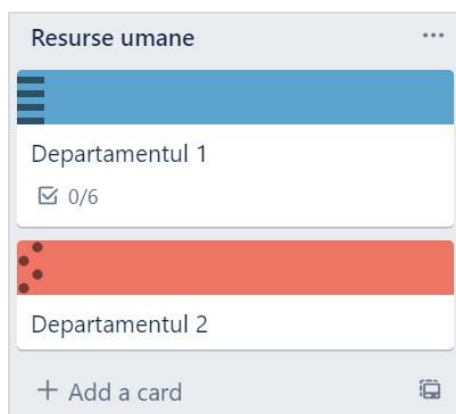 Resurse umane
Departamentul 1
0/6
Departamentul 2
+ Add a card